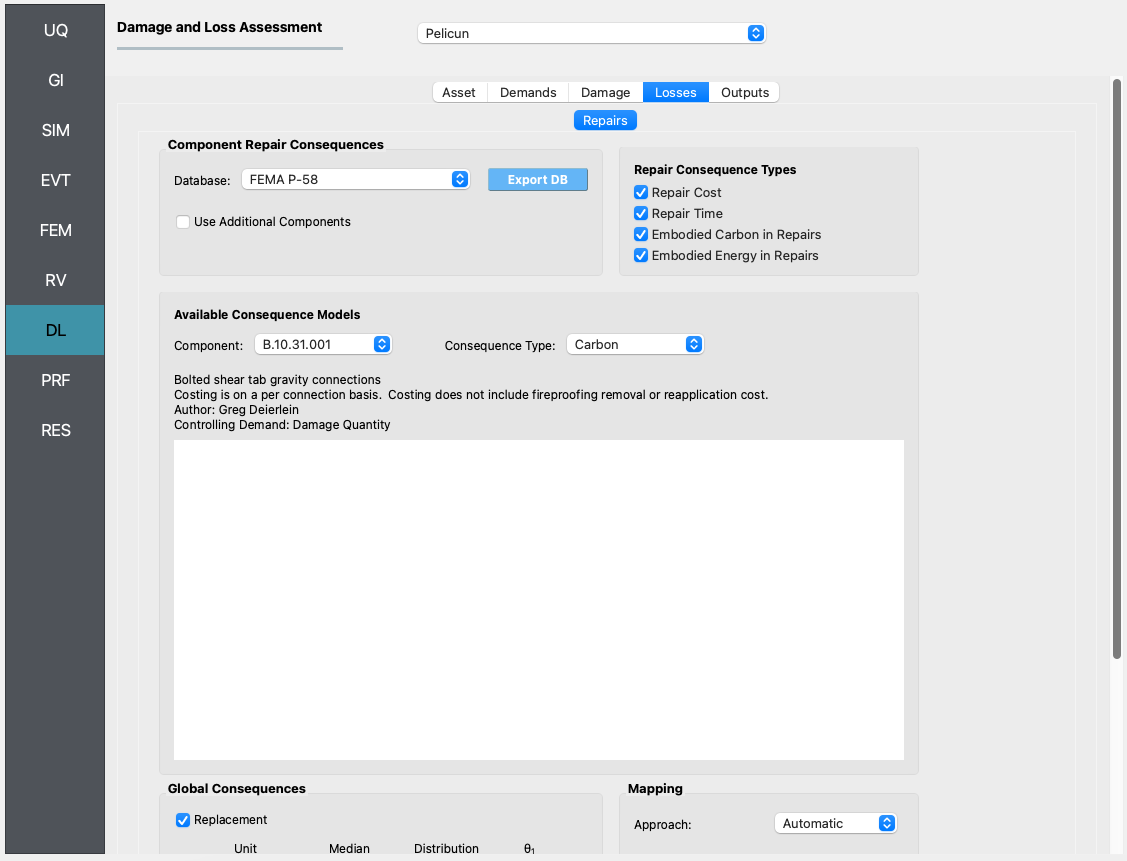 UQ
GI
SIM
EVT
FEM
RV
DL
PRF
RES
Damage and Loss Assessment
Pelicun
Asset Demands Damage Losses Outputs
Repairs
Component Repair Consequences
Database: FEMA P-58 Export DB
Use Additional Components
Repair Consequence Types
Repair Cost
Repair Time
Embodied Carbon in Repairs
Embodied Energy in Repairs
Available Consequence Models
Component: B.10.31.001 Consequence Type: Carbon
Bolted shear tab gravity connections
Costing is on a per connection basis.  Costing does not include fireproofing removal or reapplication cost.
Author: Greg Deierlein
Controlling Demand: Damage Quantity
Global Consequences
Replacement
Unit Median Distribution θ₁
Mapping
Approach: Automatic